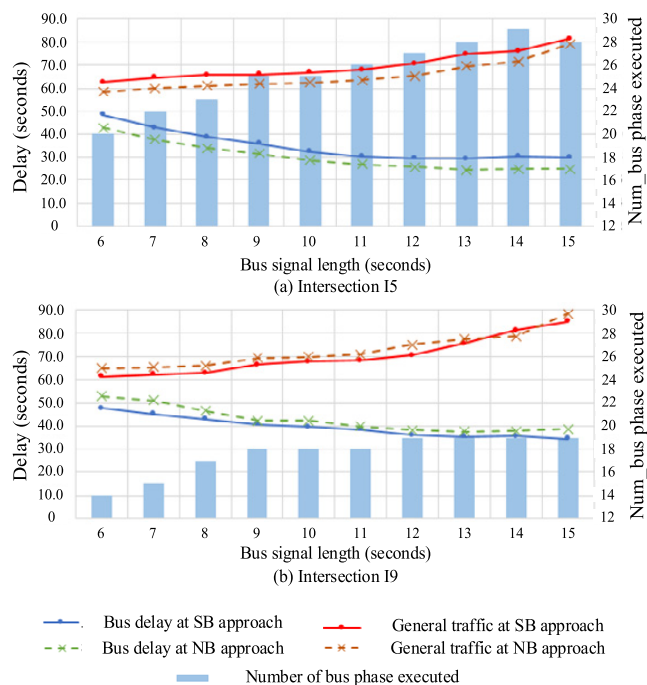 90.0 30
80.0 28
70.0 26
60.0 24
50.0 22
40.0 20
30.0 18
20.0 16
10.0 14
0 12
Delay (seconds)
Num_bus phase executed
6 7 8 9 10 11 12 13 14 15
Bus signal length (seconds)
(a) Intersection I5
90.0 30
80.0 28
70.0 26
60.0 24
50.0 22
40.0 20
30.0 18
20.0 16
10.0 14
0 12
Delay (seconds)
Num_bus phase executed
6 7 8 9 10 11 12 13 14 15
Bus signal length (seconds)
(b) Intersection I9
Bus delay at SB approach General traffic at SB approach
Bus delay at NB approach General traffic at NB approach
Number of bus phase executed